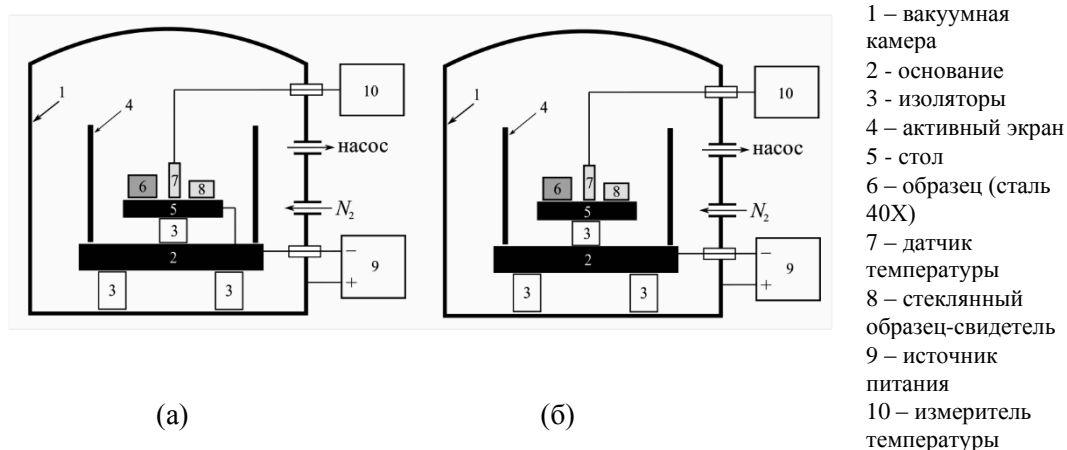 1
4
10
насос
6
7
8
5
N₂
3
2
−
9
3
3
+
(а)
1
4
10
насос
6
7
8
5
N₂
3
2
−
9
3
3
+
(б)
1 – вакуумная
камера
2 - основание
3 - изоляторы
4 – активный экран
5 - стол
6 – образец (сталь
40Х)
7 – датчик
температуры
8 – стеклянный
образец-свидетель
9 – источник
питания
10 – измеритель
температуры